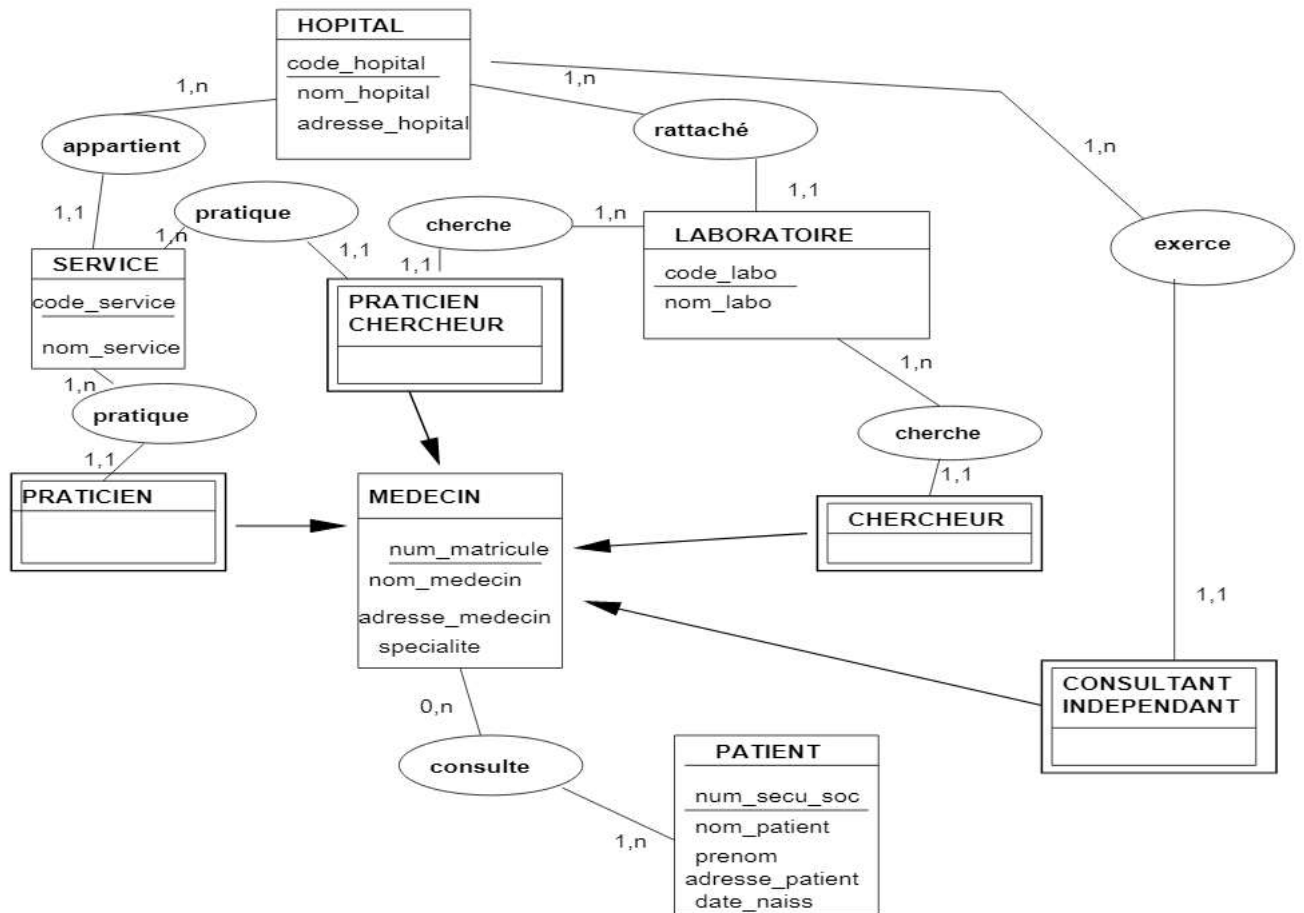 HOPITAL
code_hopital
nom_hopital
adresse_hopital
1,n
1,n
1,n
appartient
rattaché
1,1
1,1
pratique
cherche
1,n
1,n
1,1
1,1
exerce
SERVICE
code_service
nom_service
PRATICIEN
CHERCHEUR
LABORATOIRE
code_labo
nom_labo
1,n
1,n
pratique
cherche
1,1
1,1
PRATICIEN
MEDECIN
num_matricule
nom_medecin
adresse_medecin
specialite
CHERCHEUR
1,1
CONSULTANT
INDEPENDANT
0,n
consulte
1,n
PATIENT
num_secu_soc
nom_patient
prenom
adresse_patient
date_naiss